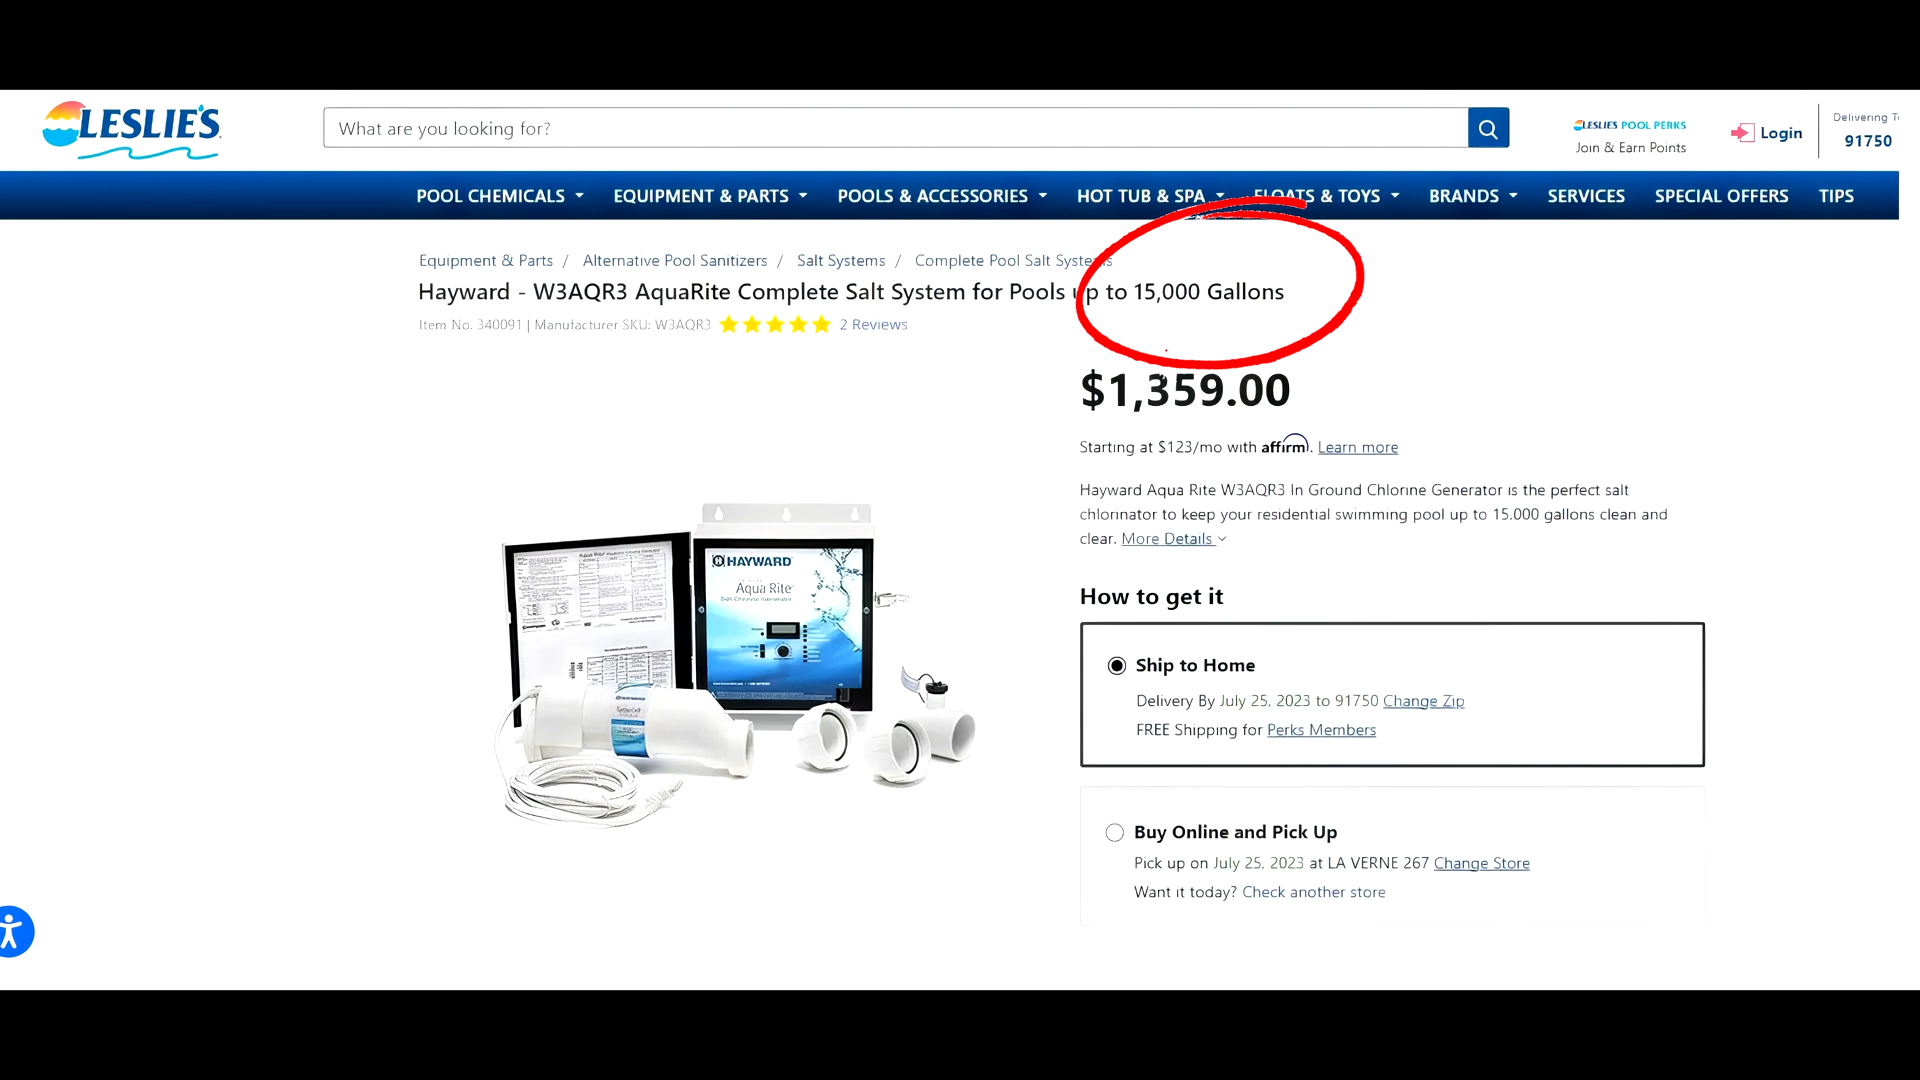 LESLIE'S
What are you looking for?
LESLIE'S POOL PERKS
Join & Earn Points
Login
Delivering
91750
POOL CHEMICALS EQUIPMENT & PARTS POOLS & ACCESSORIES HOT TUB & SPA FLOATS & TOYS BRANDS SERVICES SPECIAL OFFERS TIPS
Equipment & Parts / Alternative Pool Sanitizers / Salt Systems / Complete Pool Salt Systems
Hayward - W3AQR3 AquaRite Complete Salt System for Pools up to 15,000 Gallons
Item No. 340091 | Manufacturer SKU: W3AQR3 2 Reviews
$1,359.00
Starting at $123/mo with affirm. Learn more
Hayward Aqua Rite W3AQR3 In Ground Chlorine Generator is the perfect salt
chlorinator to keep your residential swimming pool up to 15.000 gallons clean and
clear. More Details
HAYWARD
Aqua Rite
How to get it
Ship to Home
Delivery By July 25, 2023 to 91750 Change Zip
FREE Shipping for Perks Members
Buy Online and Pick Up
Pick up on July 25. 2023 at LA VERNE 267 Change Store
Want it today? Check another store